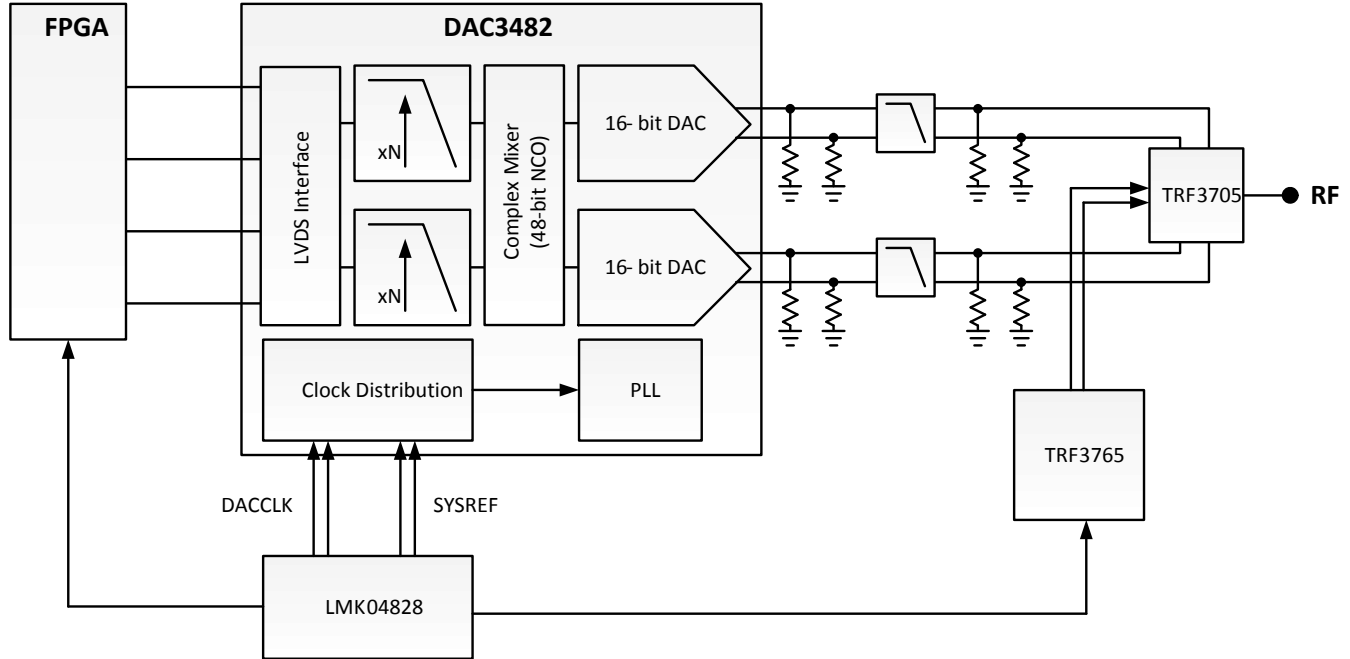 FPGA
DAC3482
LVDS Interface
xN
xN
Complex Mixer
(48-bit NCO)
16- bit DAC
16- bit DAC
TRF3705
RF
Clock Distribution
PLL
TRF3765
DACCLK
SYSREF
LMK04828